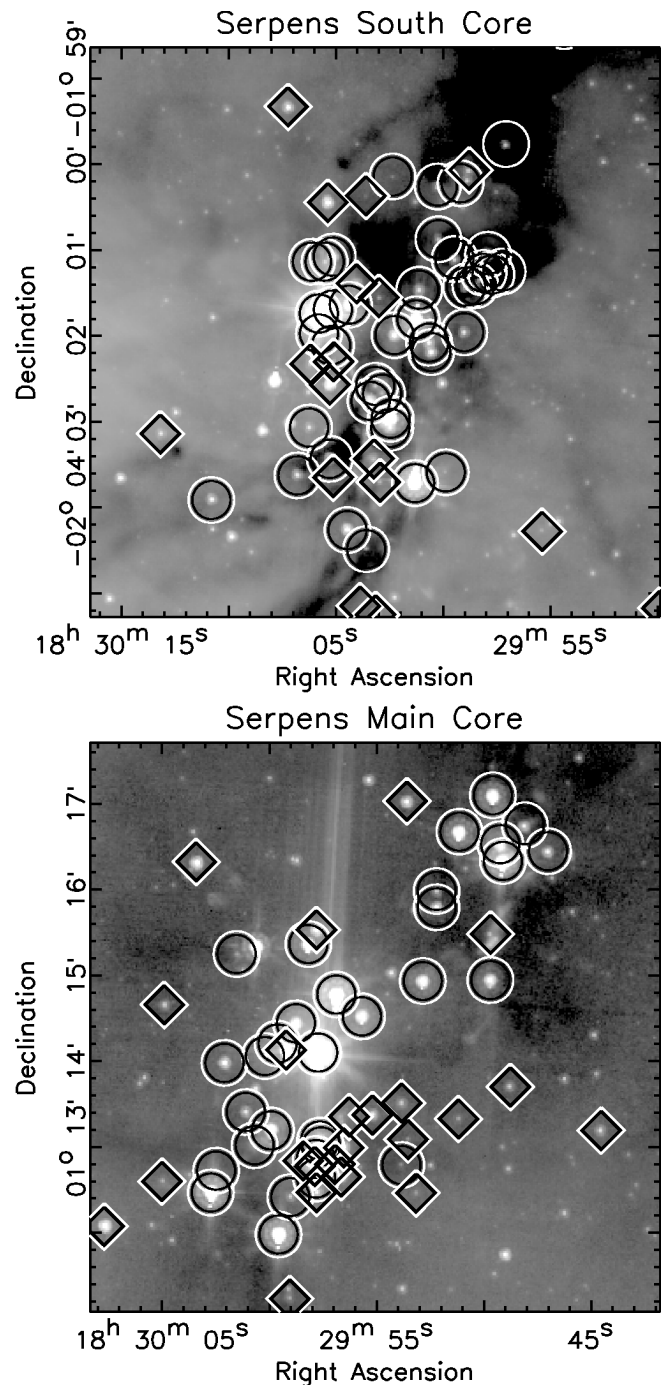 Serpens South Core
Declination
-01° 59'
00'
01'
02'
03'
-02° 04'
18ʰ 30ᵐ 15ˢ
05ˢ
29ᵐ 55ˢ
Right Ascension
Serpens Main Core
Declination
17'
16'
15'
14'
01° 13'
18ʰ 30ᵐ 05ˢ
29ᵐ 55ˢ
45ˢ
Right Ascension